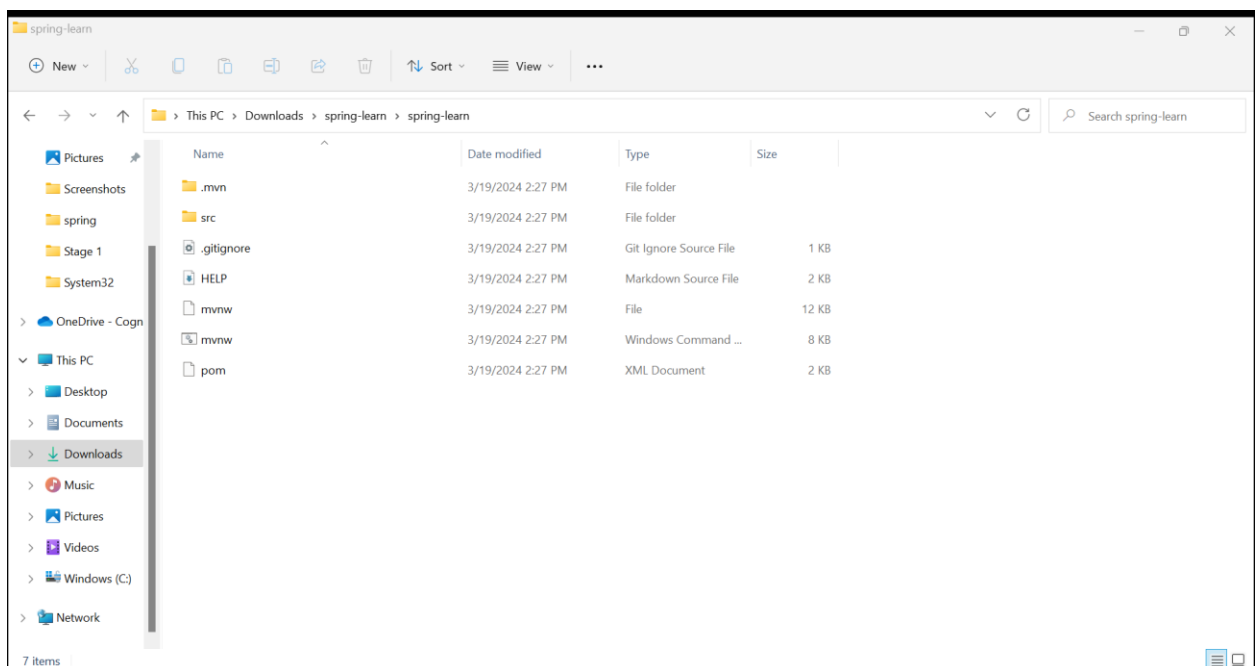 spring-learn
New
Sort
View
This PC > Downloads > spring-learn > spring-learn
Search spring-learn
Pictures
Screenshots
spring
Stage 1
System32
OneDrive - Cogn
This PC
Desktop
Documents
Downloads
Music
Pictures
Videos
Windows (C:)
Network
Name Date modified Type Size
.mvn 3/19/2024 2:27 PM File folder
src 3/19/2024 2:27 PM File folder
.gitignore 3/19/2024 2:27 PM Git Ignore Source File 1 KB
HELP 3/19/2024 2:27 PM Markdown Source File 2 KB
mvnw 3/19/2024 2:27 PM File 12 KB
mvnw 3/19/2024 2:27 PM Windows Command ... 8 KB
pom 3/19/2024 2:27 PM XML Document 2 KB
7 items